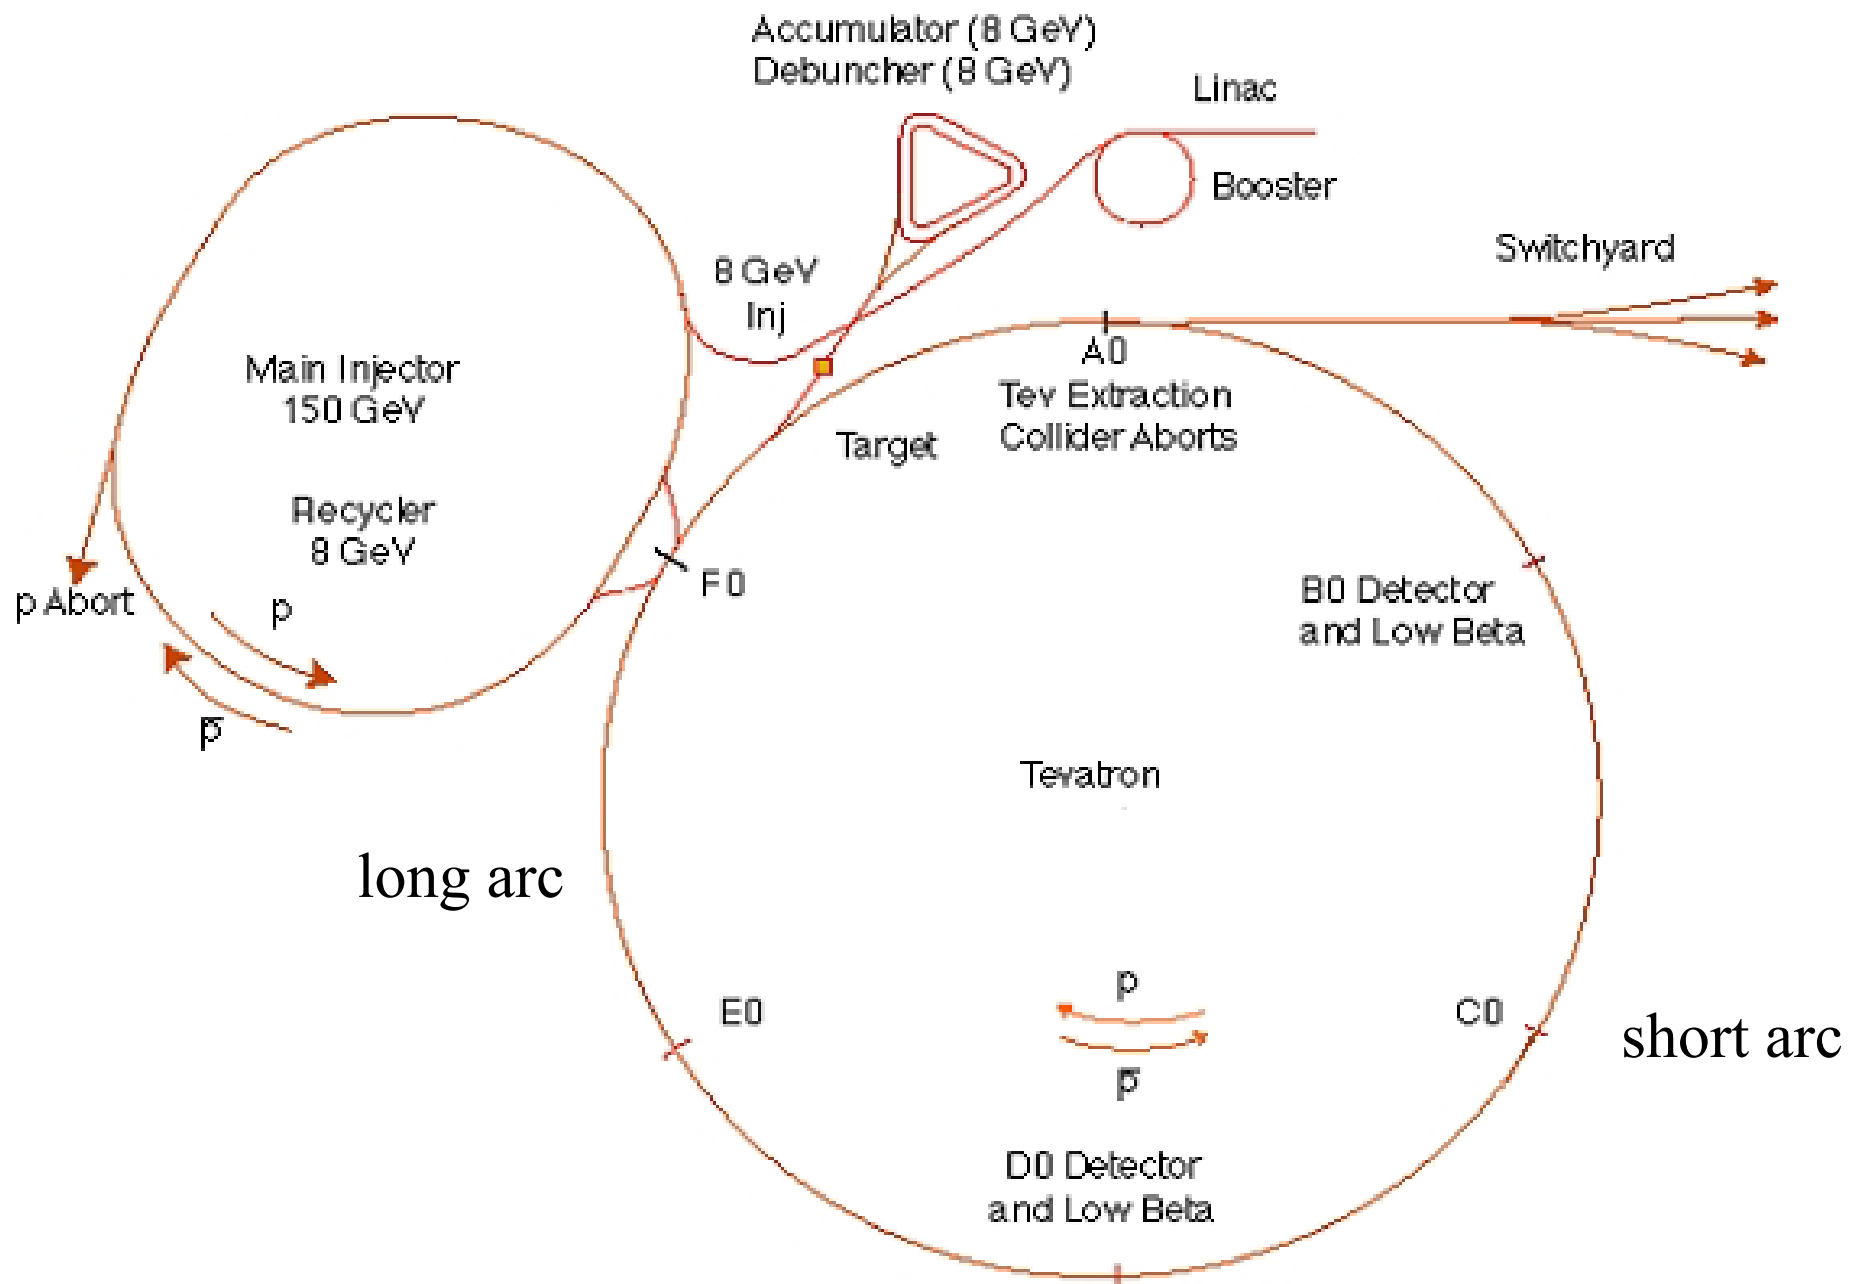 Accumulator (8 GeV)
Debuncher (8 GeV)
Linac
Booster
Switchyard
8 GeV
Inj
A0
Tev Extraction
Collider Aborts
Main Injector
150 GeV
Target
Recycler
8 GeV
F0
p Abort
p
B0 Detector
and Low Beta
p̅
Tevatron
long arc
p
E0
C0
short arc
p̅
D0 Detector
and Low Beta